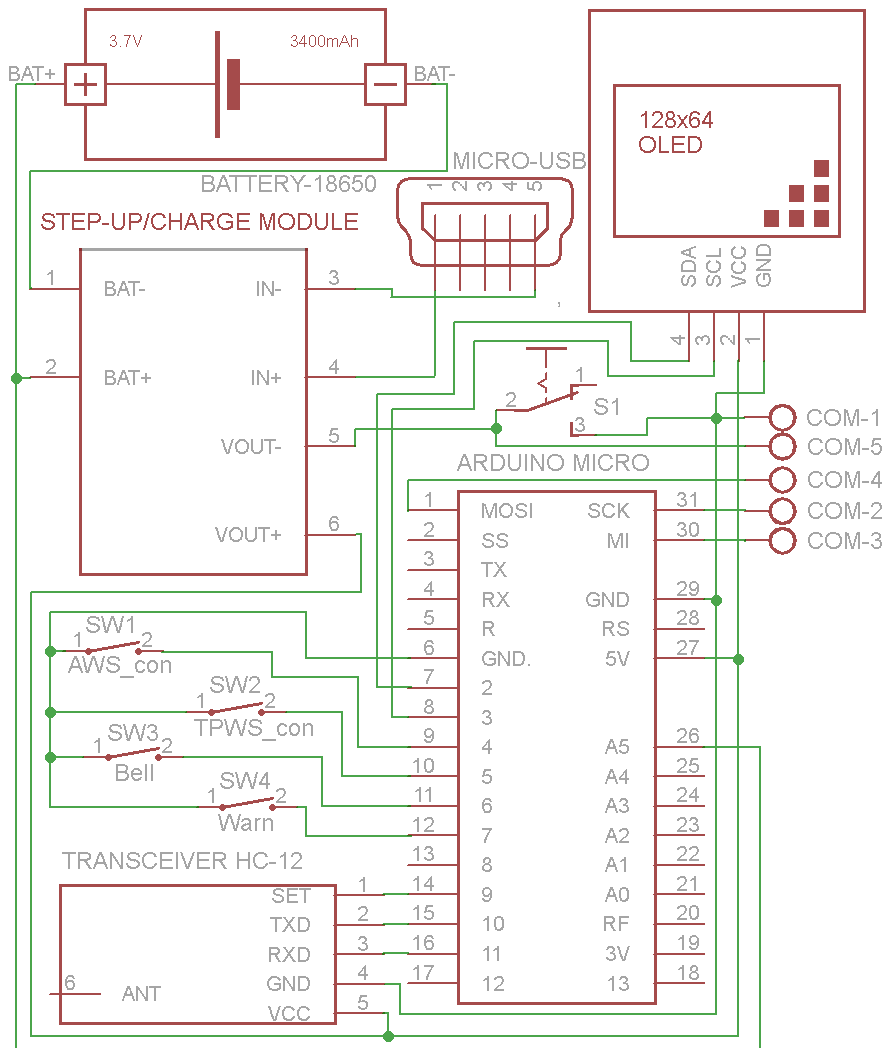 3.7V 3400mAh
BAT+ BAT-
BATTERY-18650
MICRO-USB
1 2 3 4 5
128x64
OLED
SDA SCL VCC GND
4 3 2 1
STEP-UP/CHARGE MODULE
1 BAT- IN- 3
2 BAT+ IN+ 4
VOUT- 5
VOUT+ 6
1
2 S1
3
COM-1
COM-5
COM-4
COM-2
COM-3
ARDUINO MICRO
1 MOSI SCK 31
2 SS MI 30
3 TX
4 RX GND 29
5 R RS 28
6 GND. 5V 27
7 2
8 3
9 4 A5 26
10 5 A4 25
11 6 A3 24
12 7 A2 23
13 8 A1 22
14 9 A0 21
15 10 RF 20
16 11 3V 19
17 12 13 18
SW1
1 2
AWS_con
SW2
1 2
TPWS_con
SW3
1 2
Bell
SW4
1 2
Warn
TRANSCEIVER HC-12
SET 1
TXD 2
RXD 3
GND 4
6 ANT
VCC 5